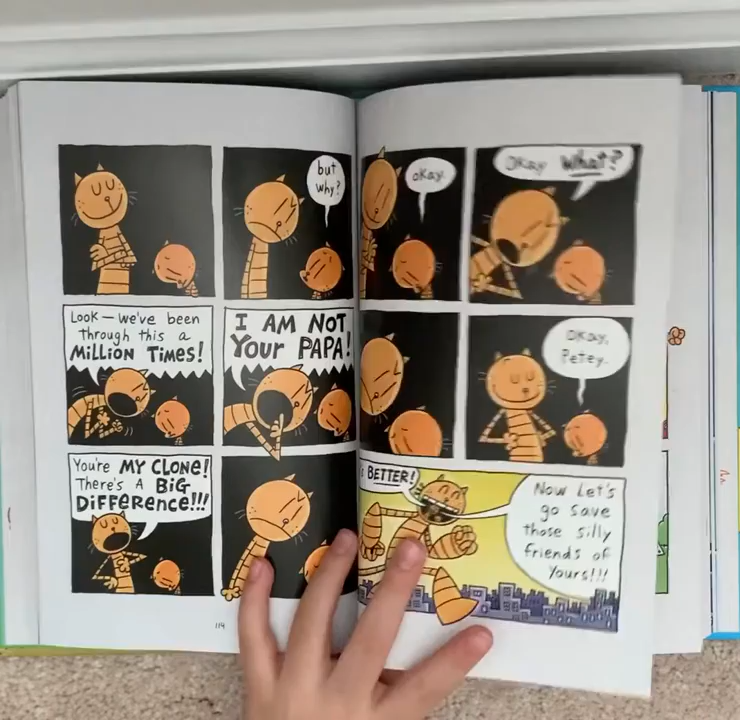 but
why?
Look—we've been
through this a
MILLION TIMES!
I AM NOT
YOUR PAPA!
You're MY CLONE!
There's A BIG
DIFFERENCE!!!
114
okay.
Okay WHAT?
Okay,
Petey.
BETTER!
Now Let's
go save
those silly
friends of
yours!!!